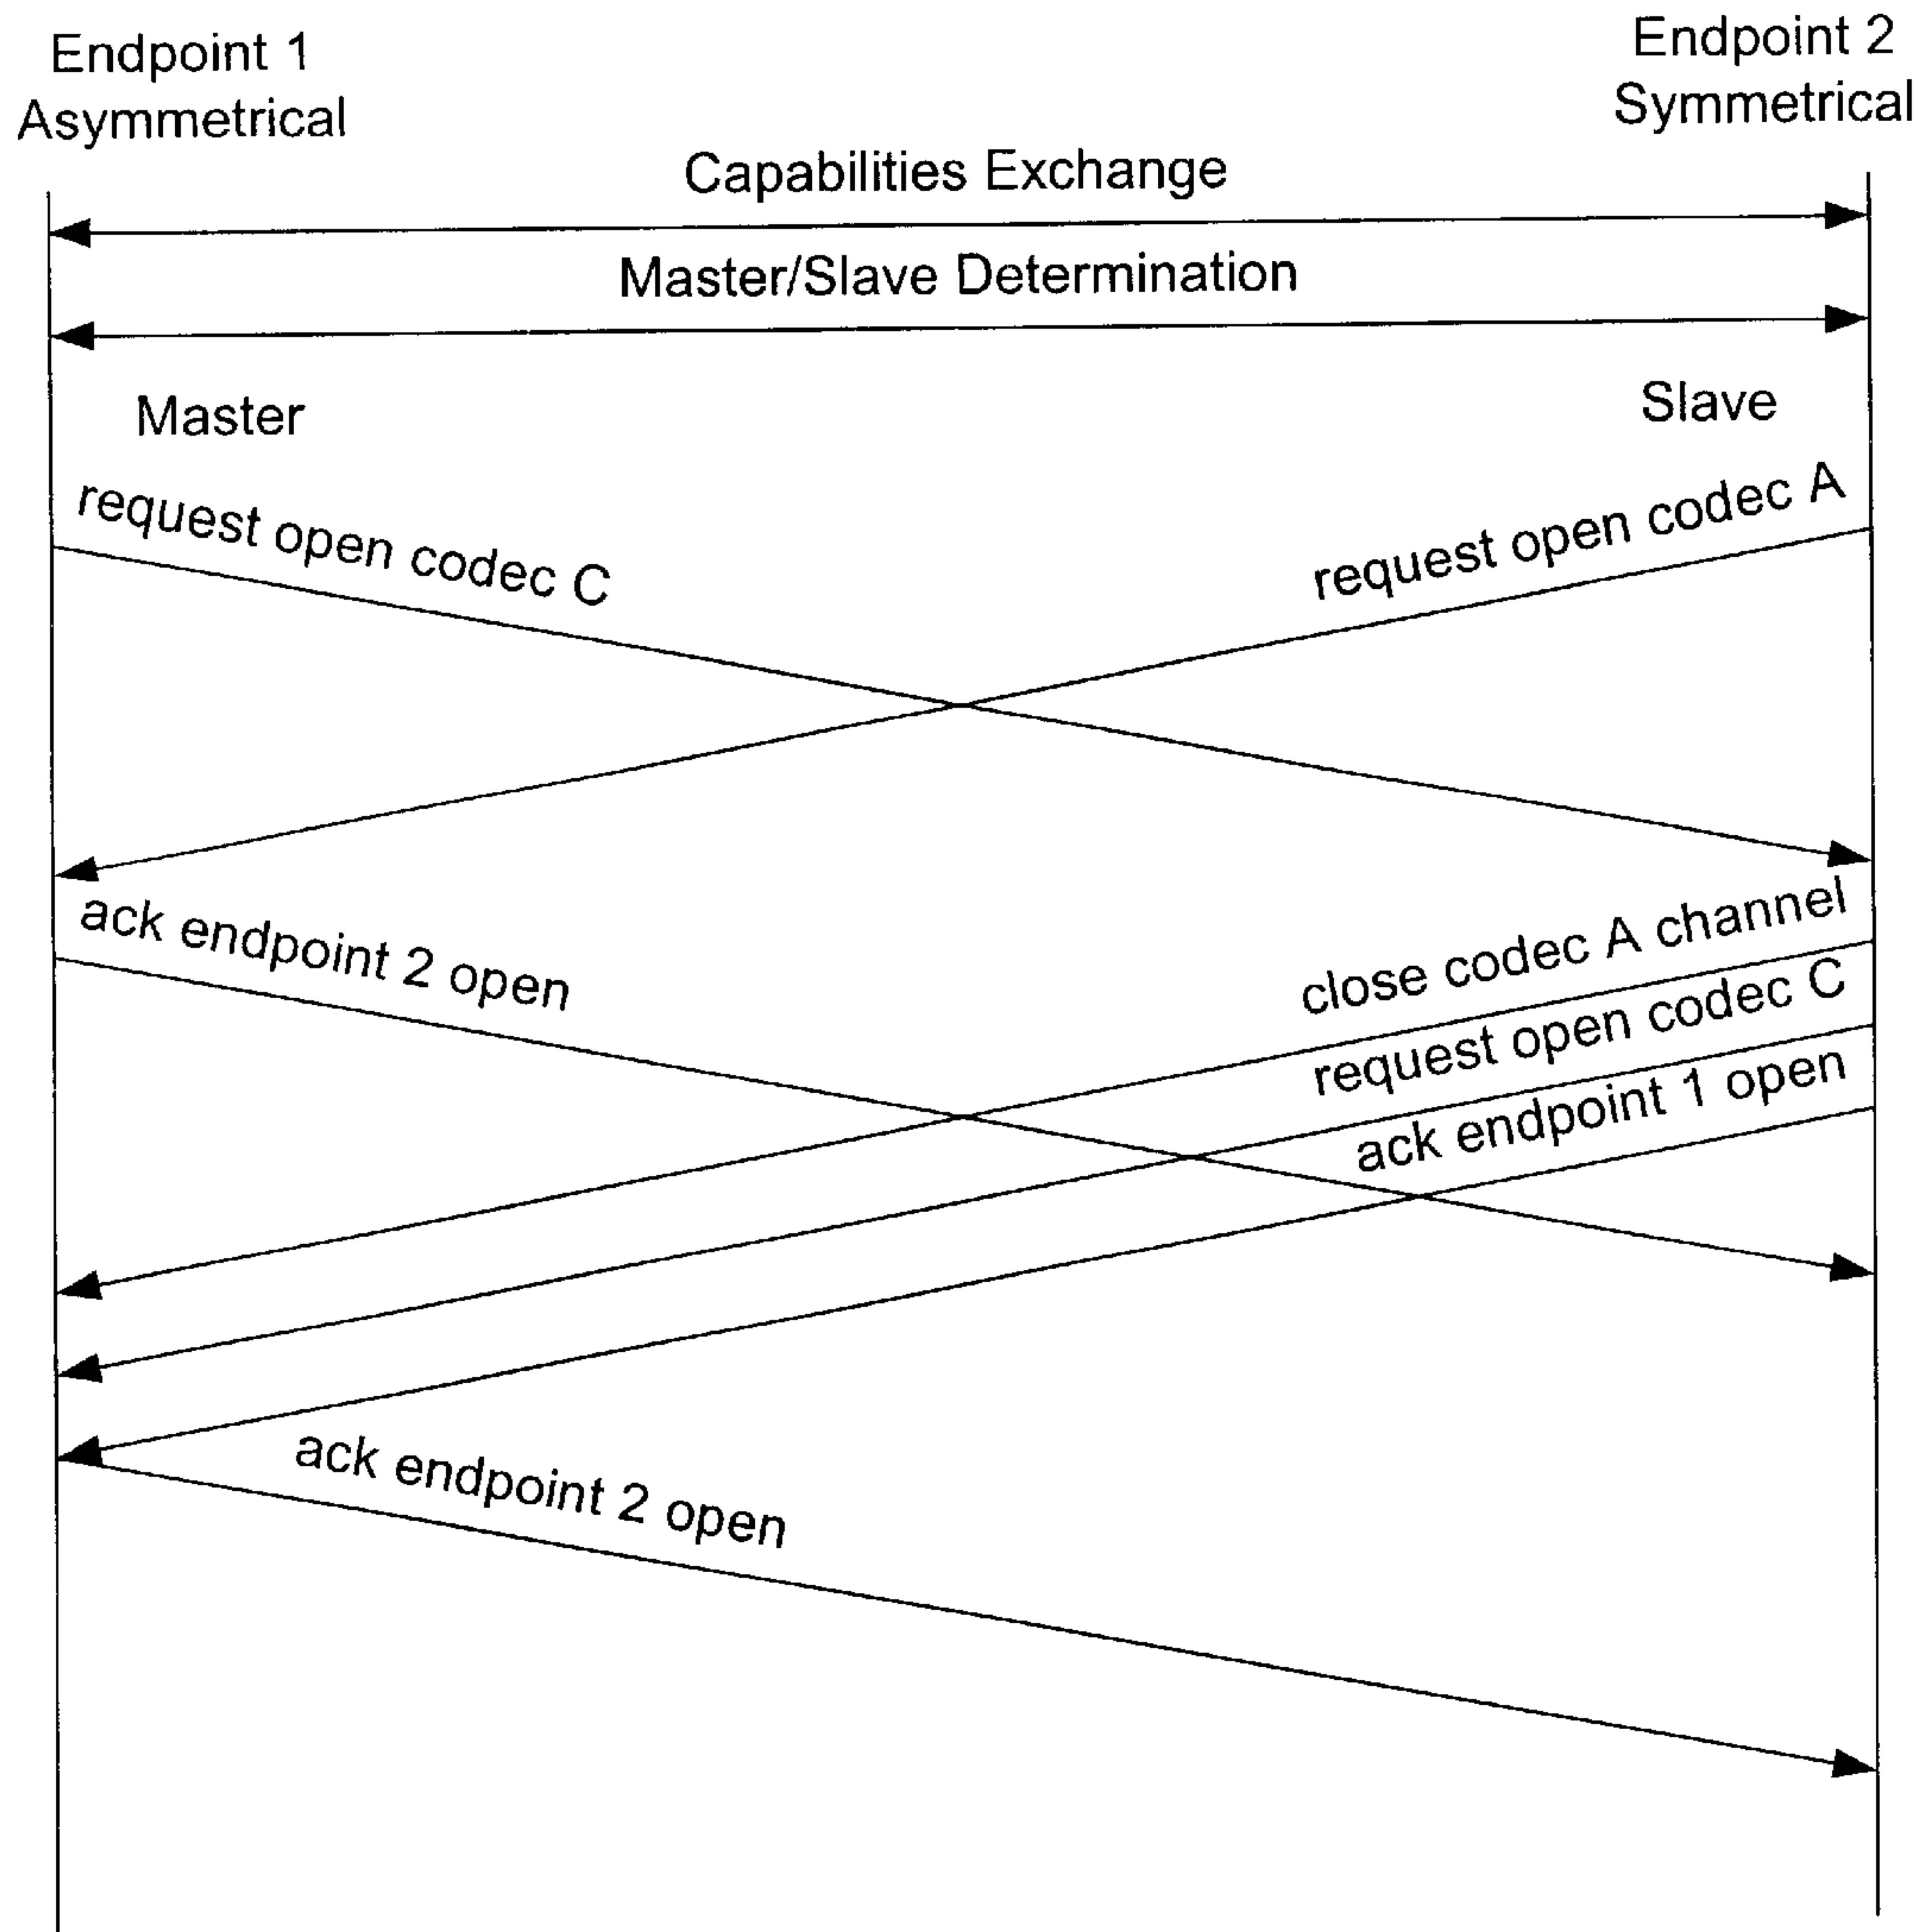 Endpoint 1
Asymmetrical
Endpoint 2
Symmetrical
Capabilities Exchange
Master/Slave Determination
Master
Slave
request open codec C
request open codec A
ack endpoint 2 open
close codec A channel
request open codec C
ack endpoint 1 open
ack endpoint 2 open